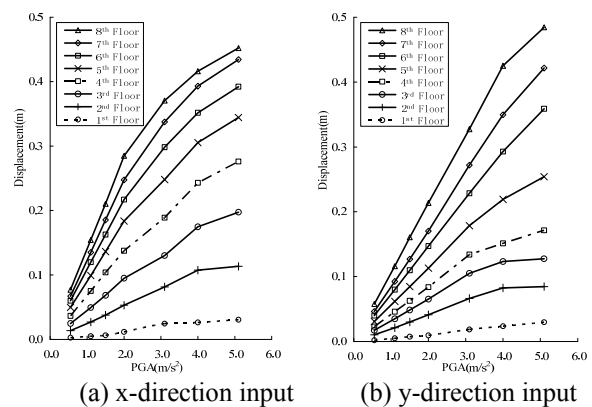 0.5
0.4
0.3
0.2
0.1
0.0
Displacement(m)
8th Floor
7th Floor
6th Floor
5th Floor
4th Floor
3rd Floor
2nd Floor
1st Floor
0.0 1.0 2.0 3.0 4.0 5.0 6.0
PGA(m/s²)
(a) x-direction input
0.5
0.4
0.3
0.2
0.1
0.0
Displacement(m)
8th Floor
7th Floor
6th Floor
5th Floor
4th Floor
3rd Floor
2nd Floor
1st Floor
0.0 1.0 2.0 3.0 4.0 5.0 6.0
PGA(m/s²)
(b) y-direction input